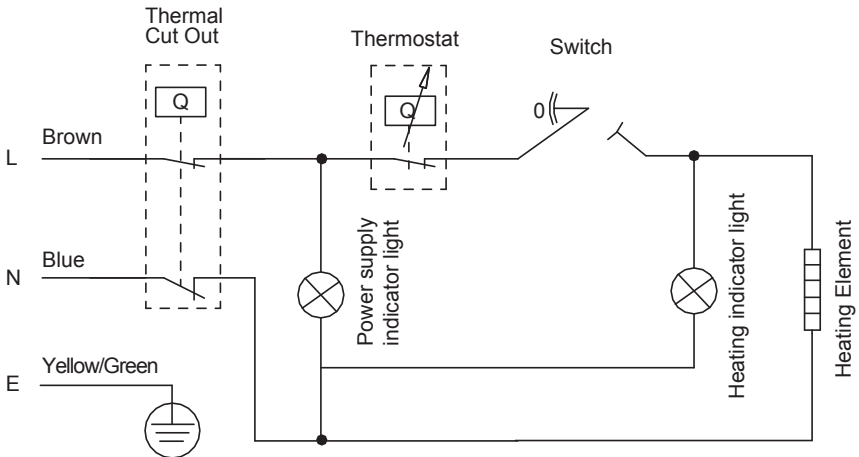 Thermal
Cut Out
Thermostat
Switch
Q
Q
0
L
Brown
N
Blue
E
Yellow/Green
Power supply
indicator light
Heating indicator light
Heating Element